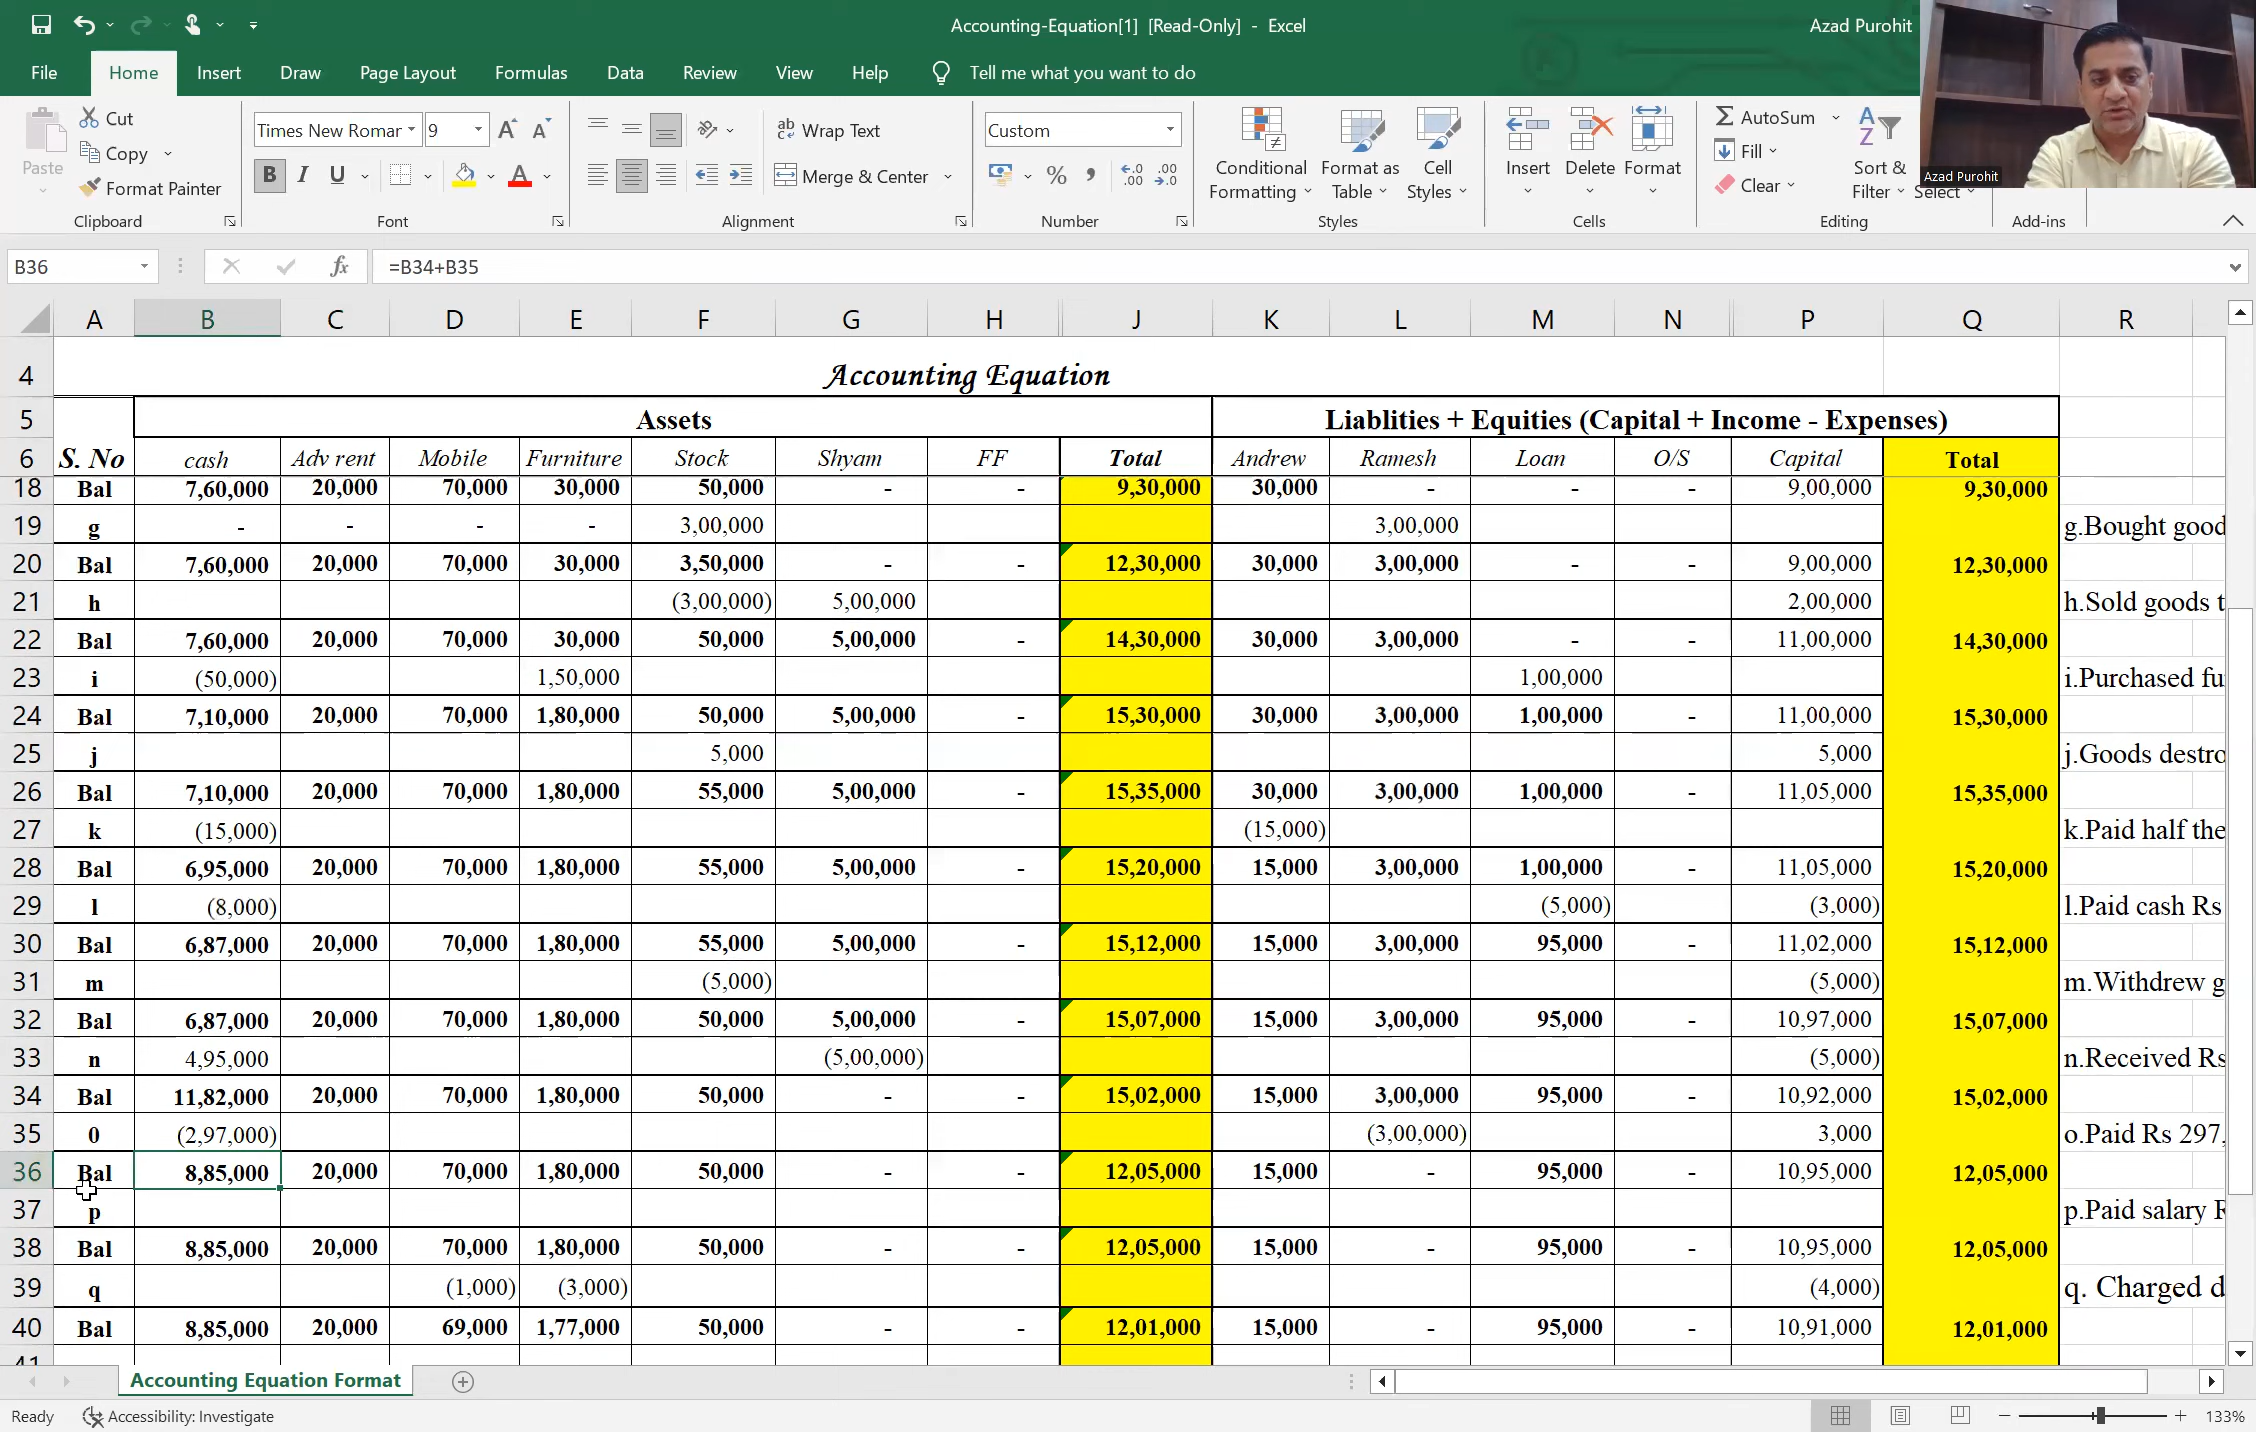 Accounting-Equation[1] [Read-Only] - Excel
Azad Purohit
File Home Insert Draw Page Layout Formulas Data Review View Help Tell me what you want to do
Paste
Cut
Copy
Format Painter
Clipboard
Times New Romar 9
B I U
Font
Wrap Text
Merge & Center
Alignment
Custom
Number
Conditional Formatting
Format as Table
Cell Styles
Styles
Insert
Delete
Format
Cells
AutoSum
Fill
Clear
Sort & Filter
Select
Editing
Add-ins
Azad Purohit
B36 =B34+B35
A B C D E F G H J K L M N P Q R
4 Accounting Equation
5 Assets Liablities + Equities (Capital + Income - Expenses)
6 S. No cash Adv rent Mobile Furniture Stock Shyam FF Total Andrew Ramesh Loan O/S Capital Total
18 Bal 7,60,000 20,000 70,000 30,000 50,000 - - 9,30,000 30,000 - - - 9,00,000 9,30,000
19 g - - - - 3,00,000 3,00,000 g.Bought good
20 Bal 7,60,000 20,000 70,000 30,000 3,50,000 - - 12,30,000 30,000 3,00,000 - - 9,00,000 12,30,000
21 h (3,00,000) 5,00,000 2,00,000 h.Sold goods t
22 Bal 7,60,000 20,000 70,000 30,000 50,000 5,00,000 - 14,30,000 30,000 3,00,000 - - 11,00,000 14,30,000
23 i (50,000) 1,50,000 1,00,000 i.Purchased fu
24 Bal 7,10,000 20,000 70,000 1,80,000 50,000 5,00,000 - 15,30,000 30,000 3,00,000 1,00,000 - 11,00,000 15,30,000
25 j 5,000 5,000 j.Goods destro
26 Bal 7,10,000 20,000 70,000 1,80,000 55,000 5,00,000 - 15,35,000 30,000 3,00,000 1,00,000 - 11,05,000 15,35,000
27 k (15,000) (15,000) k.Paid half the
28 Bal 6,95,000 20,000 70,000 1,80,000 55,000 5,00,000 - 15,20,000 15,000 3,00,000 1,00,000 - 11,05,000 15,20,000
29 l (8,000) (5,000) (3,000) l.Paid cash Rs
30 Bal 6,87,000 20,000 70,000 1,80,000 55,000 5,00,000 - 15,12,000 15,000 3,00,000 95,000 - 11,02,000 15,12,000
31 m (5,000) (5,000) m.Withdrew g
32 Bal 6,87,000 20,000 70,000 1,80,000 50,000 5,00,000 - 15,07,000 15,000 3,00,000 95,000 - 10,97,000 15,07,000
33 n 4,95,000 (5,00,000) (5,000) n.Received Rs
34 Bal 11,82,000 20,000 70,000 1,80,000 50,000 - - 15,02,000 15,000 3,00,000 95,000 - 10,92,000 15,02,000
35 0 (2,97,000) (3,00,000) 3,000 o.Paid Rs 297,
36 Bal 8,85,000 20,000 70,000 1,80,000 50,000 - - 12,05,000 15,000 - 95,000 - 10,95,000 12,05,000
37 p p.Paid salary R
38 Bal 8,85,000 20,000 70,000 1,80,000 50,000 - - 12,05,000 15,000 - 95,000 - 10,95,000 12,05,000
39 q (1,000) (3,000) (4,000) q. Charged d
40 Bal 8,85,000 20,000 69,000 1,77,000 50,000 - - 12,01,000 15,000 - 95,000 - 10,91,000 12,01,000
41
Accounting Equation Format
Ready Accessibility: Investigate 133%